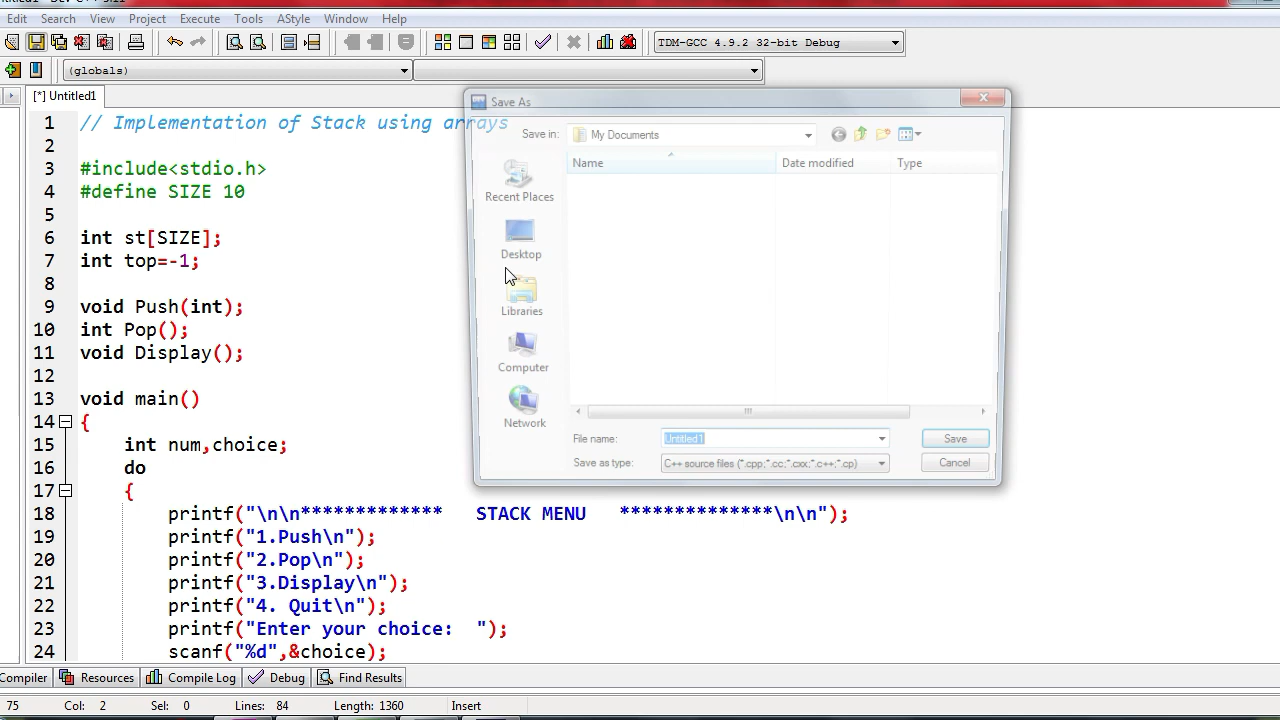 Untitled1 - Dev-C++ 5.11
Edit Search View Project Execute Tools AStyle Window Help
TDM-GCC 4.9.2 32-bit Debug
(globals)
[*] Untitled1
1 // Implementation of Stack using arrays
2
3 #include<stdio.h>
4 #define SIZE 10
5
6 int st[SIZE];
7 int top=-1;
8
9 void Push(int);
10 int Pop();
11 void Display();
12
13 void main()
14 {
15 int num,choice;
16 do
17 {
18 printf("\n\n************* STACK MENU **************\n\n");
19 printf("1.Push\n");
20 printf("2.Pop\n");
21 printf("3.Display\n");
22 printf("4. Quit\n");
23 printf("Enter your choice:  ");
24 scanf("%d",&choice);
Save As
Save in: My Documents
Name Date modified Type
Recent Places
Desktop
Libraries
Computer
Network
File name: Untitled1 Save
Save as type: C++ source files (*.cpp;*.cc;*.cxx;*.c++;*.cp) Cancel
Compiler Resources Compile Log Debug Find Results
75 Col: 2 Sel: 0 Lines: 84 Length: 1360 Insert